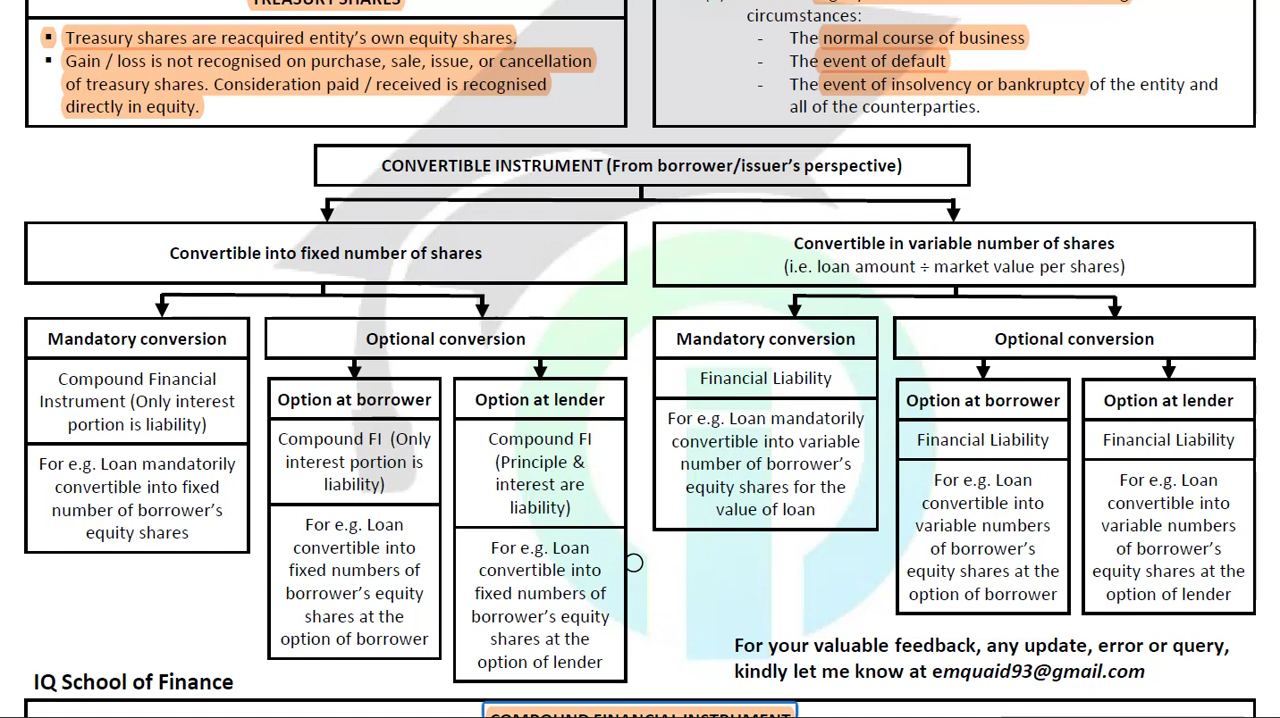 TREASURY SHARES
▪ Treasury shares are reacquired entity's own equity shares.
▪ Gain / loss is not recognised on purchase, sale, issue, or cancellation
of treasury shares. Consideration paid / received is recognised
directly in equity.
circumstances:
- The normal course of business
- The event of default
- The event of insolvency or bankruptcy of the entity and
all of the counterparties.
CONVERTIBLE INSTRUMENT (From borrower/issuer's perspective)
Convertible into fixed number of shares
Convertible in variable number of shares
(i.e. loan amount ÷ market value per shares)
Mandatory conversion
Compound Financial
Instrument (Only interest
portion is liability)
For e.g. Loan mandatorily
convertible into fixed
number of borrower's
equity shares
Optional conversion
Option at borrower
Compound FI (Only
interest portion is
liability)
For e.g. Loan
convertible into
fixed numbers of
borrower's equity
shares at the
option of borrower
Option at lender
Compound FI
(Principle &
interest are
liability)
For e.g. Loan
convertible into
fixed numbers of
borrower's equity
shares at the
option of lender
Mandatory conversion
Financial Liability
For e.g. Loan mandatorily
convertible into variable
number of borrower's
equity shares for the
value of loan
Optional conversion
Option at borrower
Financial Liability
For e.g. Loan
convertible into
variable numbers
of borrower's
equity shares at the
option of borrower
Option at lender
Financial Liability
For e.g. Loan
convertible into
variable numbers
of borrower's
equity shares at the
option of lender
For your valuable feedback, any update, error or query,
kindly let me know at emquaid93@gmail.com
IQ School of Finance
COMPOUND FINANCIAL INSTRUMENT